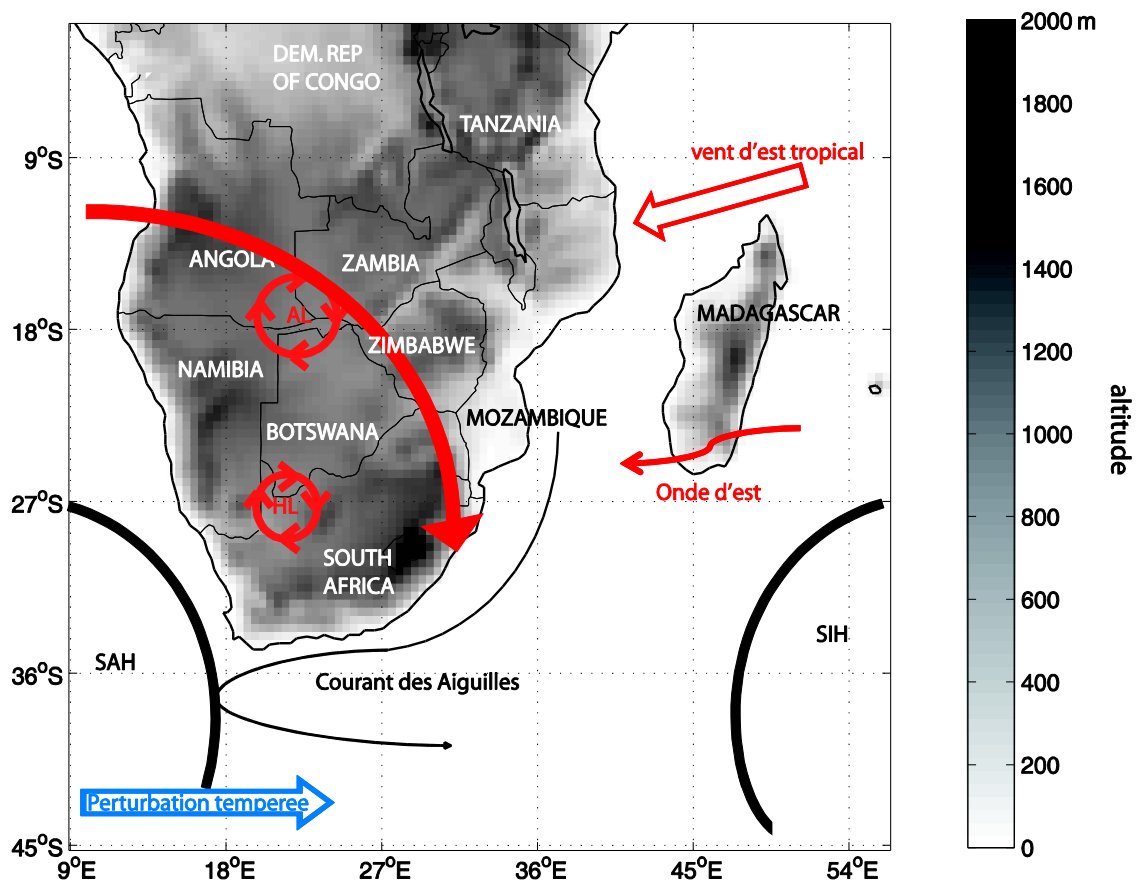 2000 m
1800
1600
1400
1200
1000
800
600
400
200
0
altitude
DEM. REP
OF CONGO
TANZANIA
vent d'est tropical
9°S
ANGOLA
ZAMBIA
AL
MADAGASCAR
18°S
ZIMBABWE
NAMIBIA
MOZAMBIQUE
BOTSWANA
Onde d'est
27°S
HL
SOUTH
AFRICA
SIH
SAH
36°S
Courant des Aiguilles
Perturbation temperee
45°S
9°E
18°E
27°E
36°E
45°E
54°E